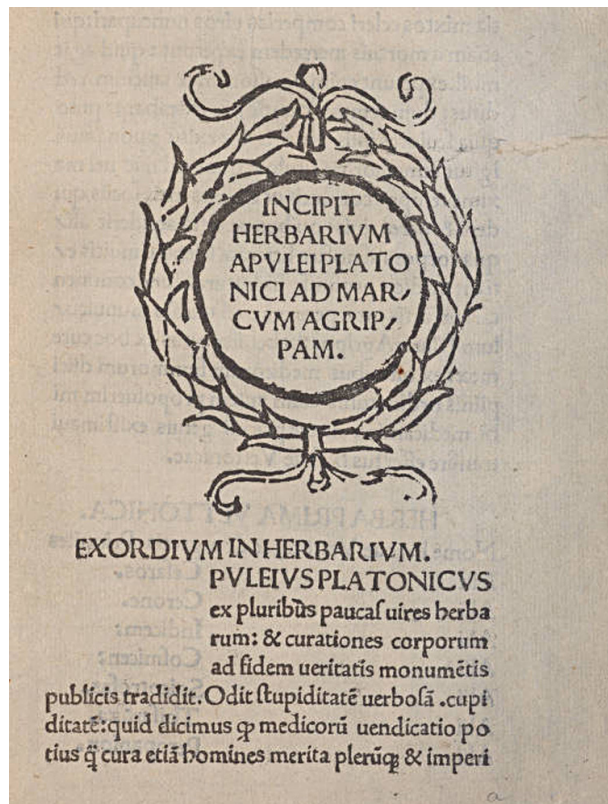 INCIPIT
HERBARIVM
APVLEI PLATO
NICI AD MAR/
CVM AGRIP/
PAM.
EXORDIVM IN HERBARIVM.
PVLEIVS PLATONICVS
ex pluribus paucaſ uires herba
rum: & curationes corporum
ad fidem ueritatis monumētis
publicis tradidit. Odit ſtupiditatē uerboſā .cupi
ditatē: quid dicimus ꝙ medicorū uendicatio po
tius q̃ cura etiā homines merita plerūꝗ & imperi